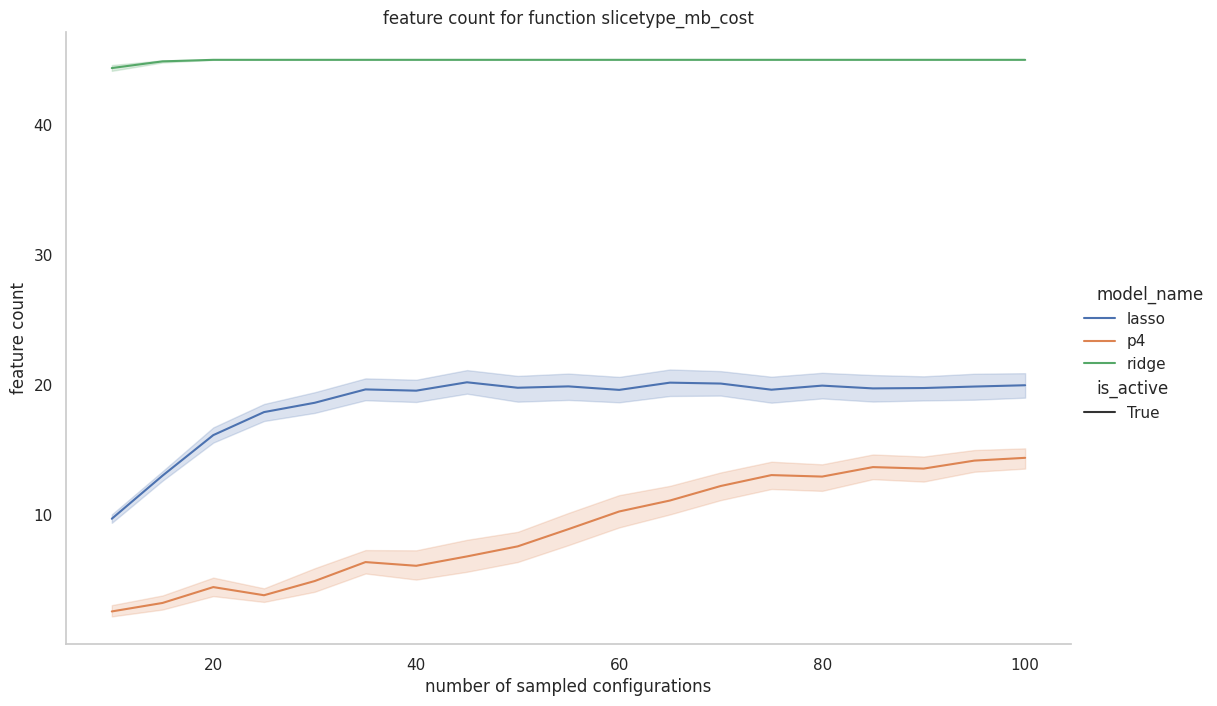 feature count for function slicetype_mb_cost
feature count
40
30
20
10
20
40
60
80
100
number of sampled configurations
model_name
lasso
p4
ridge
is_active
True